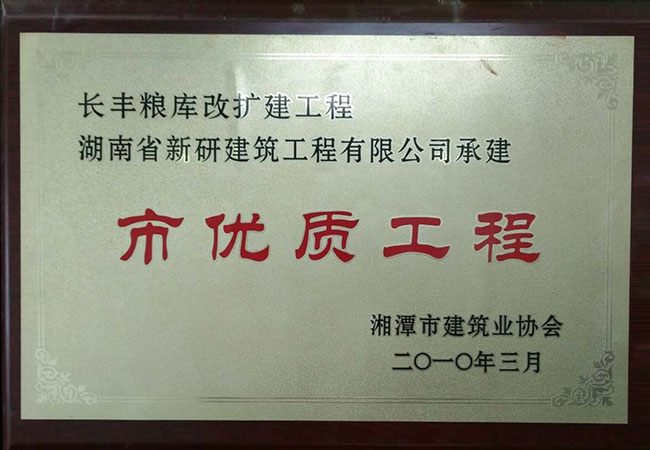 长丰粮库改扩建工程
湖南省新研建筑工程有限公司承建
市优质工程
湘潭市建筑业协会
二〇一〇年三月